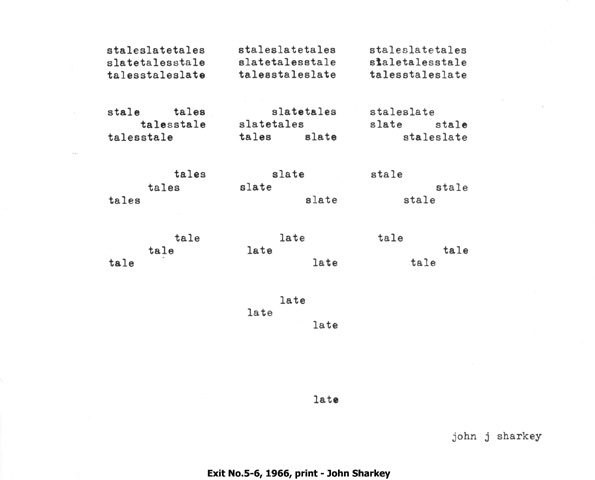 staleslatetales staleslatetales staleslatetales
slatetalesstale slatetalesstale slaletalesstale
talesstaleslate talesstaleslate talesstaleslate
stale tales slatetales staleslate
talesstale slatetales slate stale
talesstale tales slate staleslate
tales slate stale
tales slate stale
tales slate stale
tale late tale
tale late tale
tale late tale
late
late
late
late
john j sharkey
Exit No.5-6, 1966, print - John Sharkey